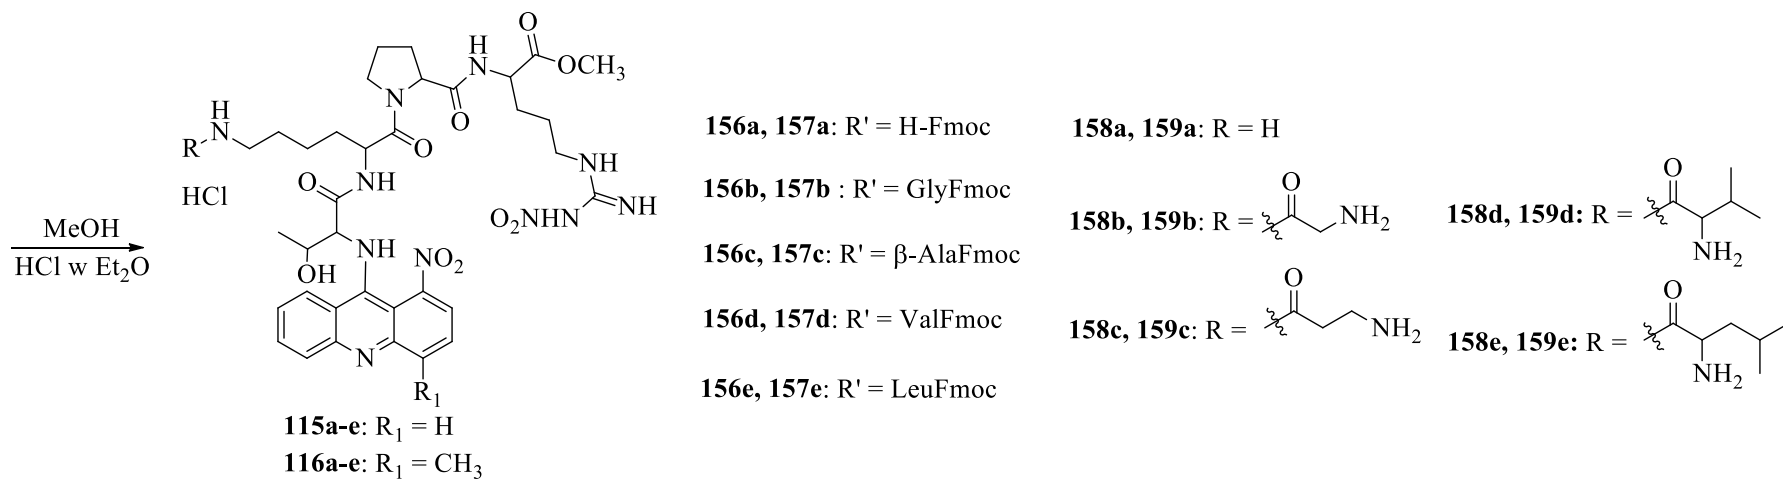 MeOH
HCl w Et₂O
O
H
N
OCH₃
O
N
O
H
N
R
HCl
O
NH
NH
O₂NHN
NH
OH
NH
NO₂
N
R₁
115a-e: R₁ = H
116a-e: R₁ = CH₃
156a, 157a: R' = H-Fmoc
156b, 157b : R' = GlyFmoc
156c, 157c: R' = β-AlaFmoc
156d, 157d: R' = ValFmoc
156e, 157e: R' = LeuFmoc
158a, 159a: R = H
158b, 159b: R =
O
NH₂
158c, 159c: R =
O
NH₂
158d, 159d: R =
O
NH₂
158e, 159e: R =
O
NH₂